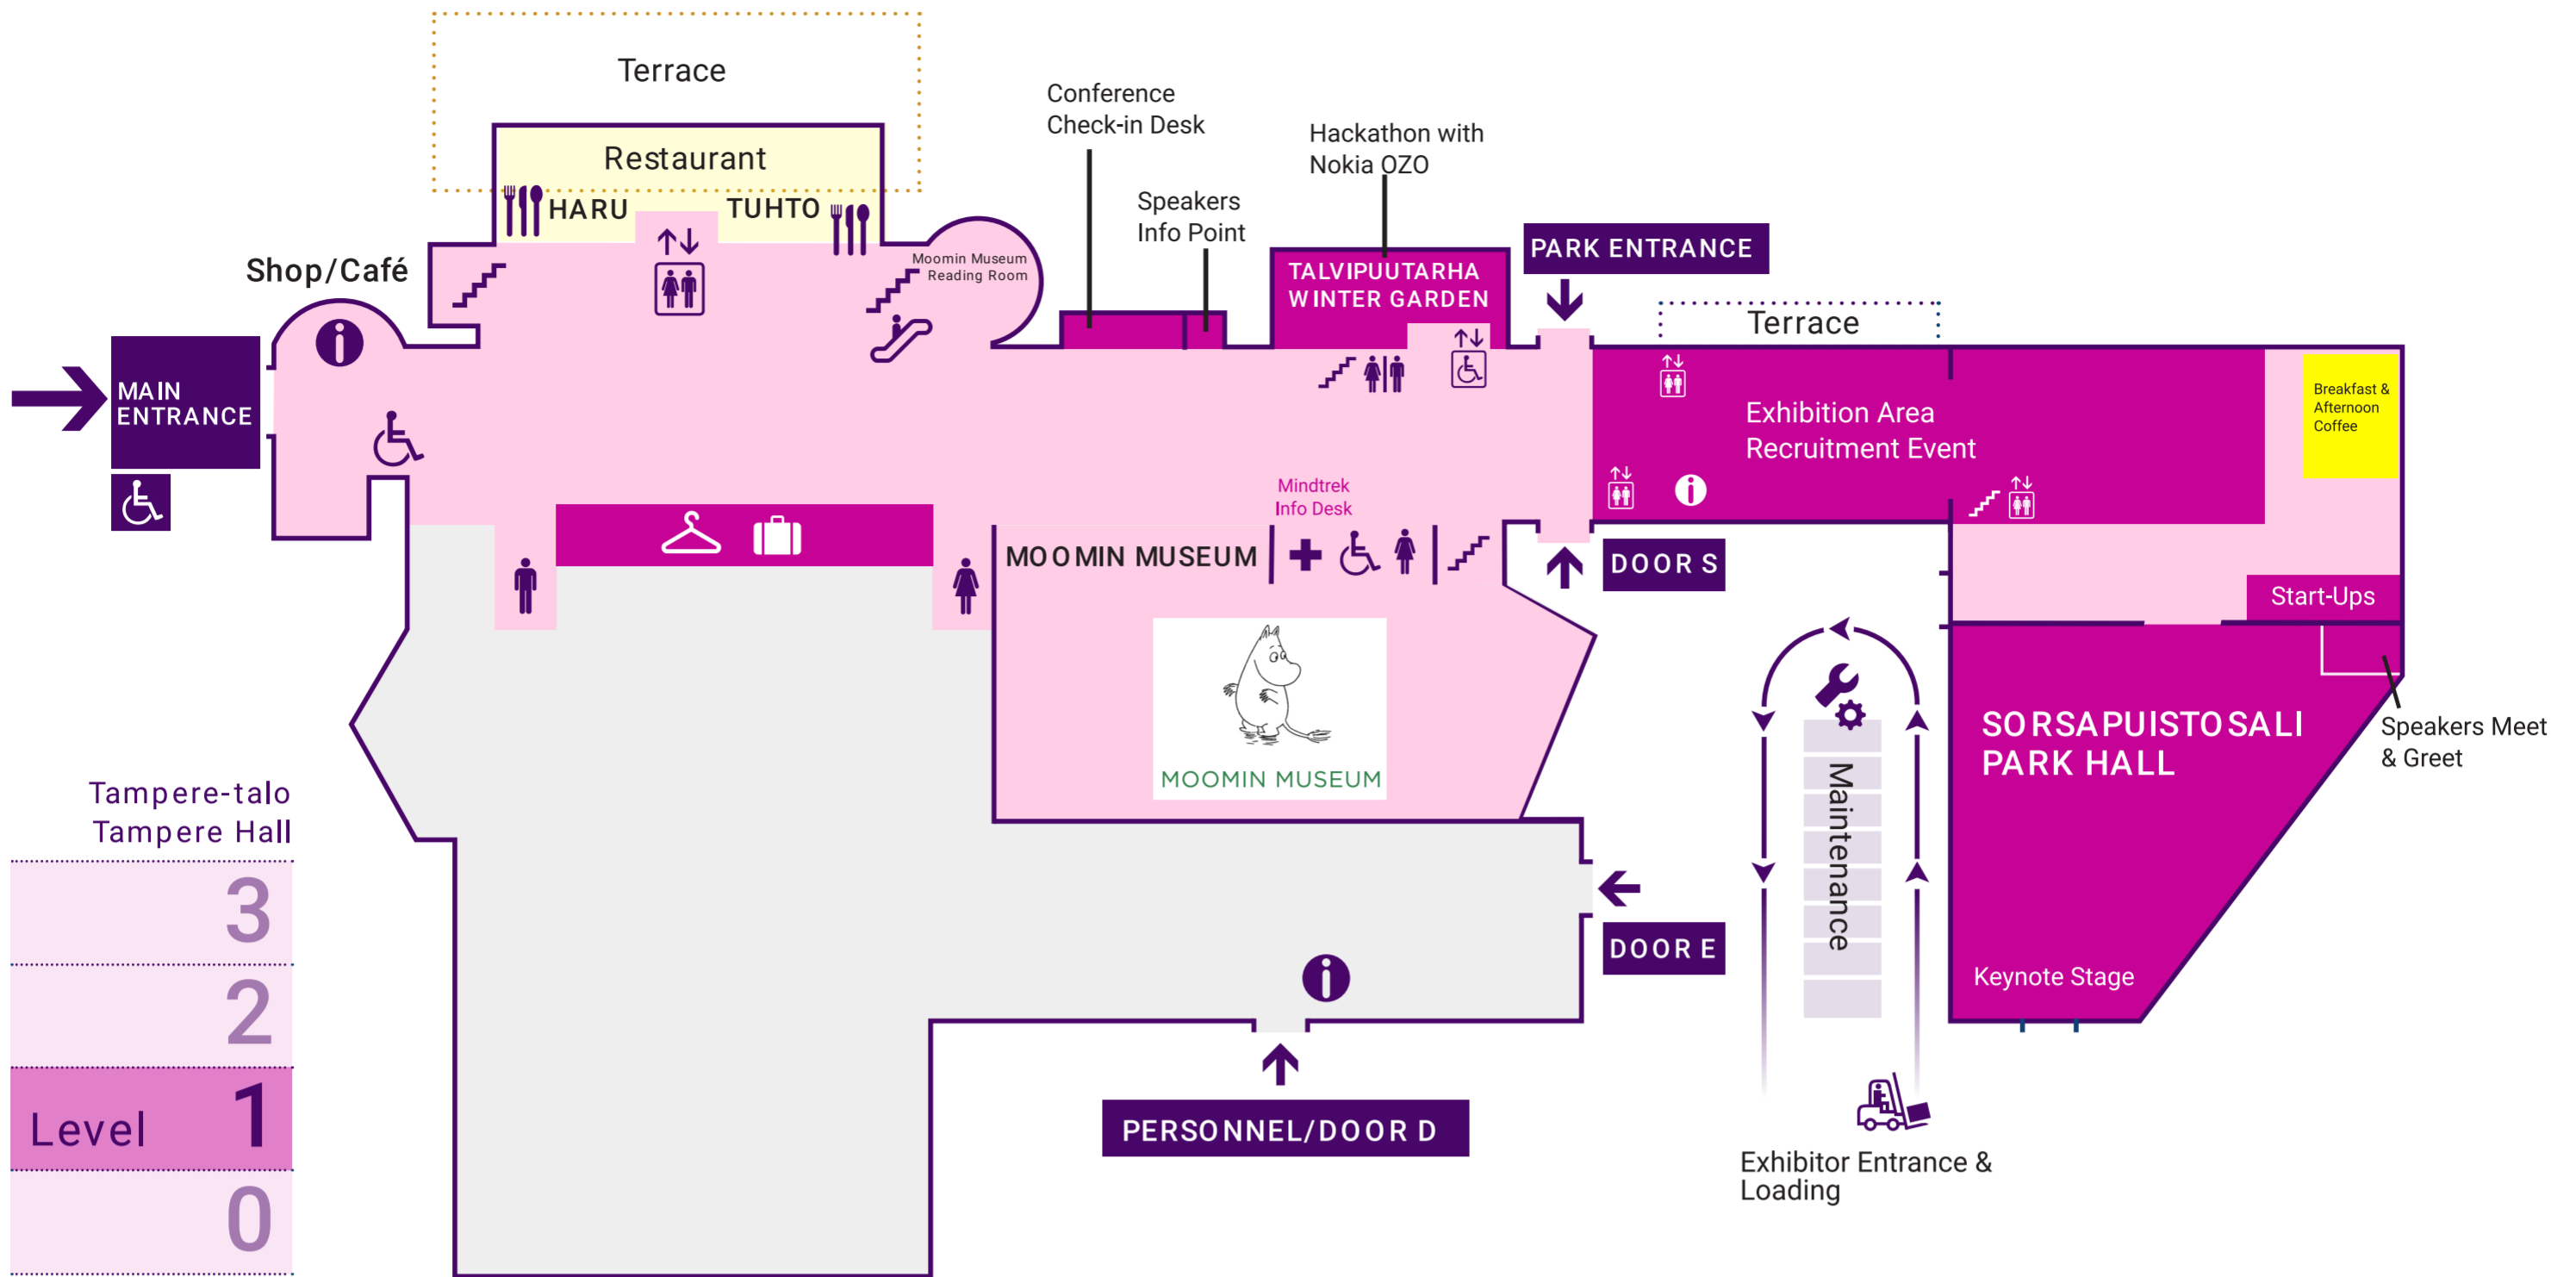 Terrace
Restaurant
HARU
TUHTO
Shop/Café
Moomin Museum
Reading Room
Conference
Check-in Desk
Speakers
Info Point
Hackathon with
Nokia OZO
TALVIPUUTARHA
WINTER GARDEN
PARK ENTRANCE
Terrace
MAIN
ENTRANCE
Exhibition Area
Recruitment Event
Breakfast &
Afternoon
Coffee
Mindtrek
Info Desk
MOOMIN MUSEUM
DOOR S
Start-Ups
MOOMIN MUSEUM
SORSAPUISTOSALI
PARK HALL
Speakers Meet
& Greet
Maintenance
Keynote Stage
DOOR E
PERSONNEL/DOOR D
Exhibitor Entrance &
Loading
Tampere-talo
Tampere Hall
3
2
Level 1
0